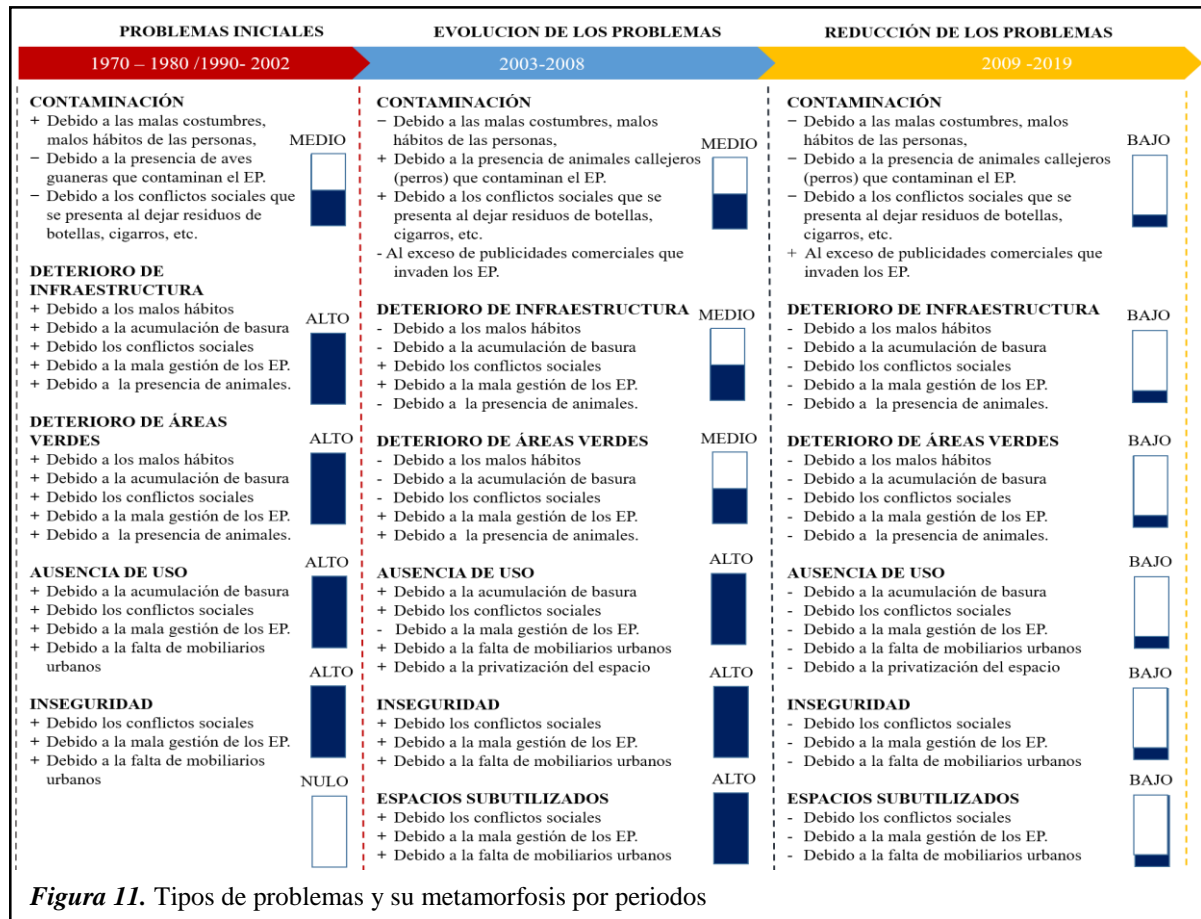 PROBLEMAS INICIALES
EVOLUCION DE LOS PROBLEMAS
REDUCCIÓN DE LOS PROBLEMAS
1970 – 1980 /1990- 2002
2003-2008
2009 -2019
CONTAMINACIÓN
+ Debido a las malas costumbres,
malos hábitos de las personas,
− Debido a la presencia de aves
guaneras que contaminan el EP.
− Debido a los conflictos sociales que
se presenta al dejar residuos de
botellas, cigarros, etc.
MEDIO
DETERIORO DE
INFRAESTRUCTURA
+ Debido a los malos hábitos
+ Debido a la acumulación de basura
+ Debido los conflictos sociales
+ Debido a la mala gestión de los EP.
+ Debido a la presencia de animales.
ALTO
DETERIORO DE ÁREAS
VERDES
+ Debido a los malos hábitos
+ Debido a la acumulación de basura
+ Debido los conflictos sociales
+ Debido a la mala gestión de los EP.
+ Debido a la presencia de animales.
ALTO
AUSENCIA DE USO
+ Debido a la acumulación de basura
+ Debido los conflictos sociales
+ Debido a la mala gestión de los EP.
+ Debido a la falta de mobiliarios
urbanos
ALTO
INSEGURIDAD
+ Debido los conflictos sociales
+ Debido a la mala gestión de los EP.
+ Debido a la falta de mobiliarios
urbanos
ALTO
NULO
CONTAMINACIÓN
− Debido a las malas costumbres, malos
hábitos de las personas,
+ Debido a la presencia de animales callejeros
(perros) que contaminan el EP.
+ Debido a los conflictos sociales que se
presenta al dejar residuos de botellas,
cigarros, etc.
- Al exceso de publicidades comerciales que
invaden los EP.
MEDIO
DETERIORO DE INFRAESTRUCTURA
- Debido a los malos hábitos
- Debido a la acumulación de basura
+ Debido los conflictos sociales
+ Debido a la mala gestión de los EP.
- Debido a la presencia de animales.
MEDIO
DETERIORO DE ÁREAS VERDES
- Debido a los malos hábitos
- Debido a la acumulación de basura
- Debido los conflictos sociales
+ Debido a la mala gestión de los EP.
+ Debido a la presencia de animales.
MEDIO
AUSENCIA DE USO
+ Debido a la acumulación de basura
+ Debido los conflictos sociales
- Debido a la mala gestión de los EP.
+ Debido a la falta de mobiliarios urbanos
+ Debido a la privatización del espacio
ALTO
INSEGURIDAD
+ Debido los conflictos sociales
+ Debido a la mala gestión de los EP.
+ Debido a la falta de mobiliarios urbanos
ALTO
ESPACIOS SUBUTILIZADOS
+ Debido los conflictos sociales
+ Debido a la mala gestión de los EP.
+ Debido a la falta de mobiliarios urbanos
ALTO
CONTAMINACIÓN
− Debido a las malas costumbres, malos
hábitos de las personas,
− Debido a la presencia de animales callejeros
(perros) que contaminan el EP.
− Debido a los conflictos sociales que se
presenta al dejar residuos de botellas,
cigarros, etc.
+ Al exceso de publicidades comerciales que
invaden los EP.
BAJO
DETERIORO DE INFRAESTRUCTURA
- Debido a los malos hábitos
- Debido a la acumulación de basura
- Debido los conflictos sociales
- Debido a la mala gestión de los EP.
- Debido a la presencia de animales.
BAJO
DETERIORO DE ÁREAS VERDES
- Debido a los malos hábitos
- Debido a la acumulación de basura
- Debido los conflictos sociales
- Debido a la mala gestión de los EP.
- Debido a la presencia de animales.
BAJO
AUSENCIA DE USO
- Debido a la acumulación de basura
- Debido los conflictos sociales
- Debido a la mala gestión de los EP.
- Debido a la falta de mobiliarios urbanos
- Debido a la privatización del espacio
BAJO
INSEGURIDAD
- Debido los conflictos sociales
- Debido a la mala gestión de los EP.
- Debido a la falta de mobiliarios urbanos
BAJO
ESPACIOS SUBUTILIZADOS
- Debido los conflictos sociales
- Debido a la mala gestión de los EP.
- Debido a la falta de mobiliarios urbanos
BAJO
Figura 11. Tipos de problemas y su metamorfosis por periodos